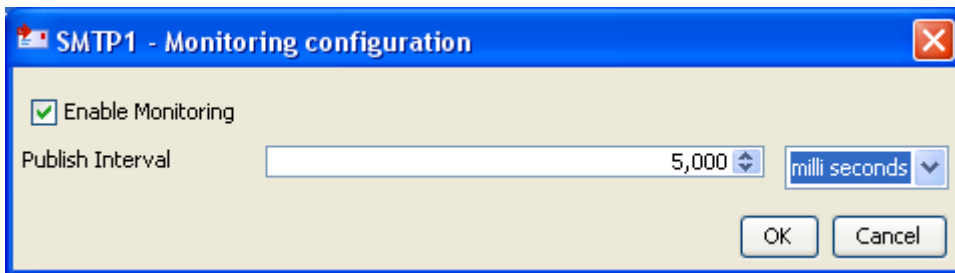 SMTP1 - Monitoring configuration
Enable Monitoring
Publish Interval 5,000 milli seconds
OK Cancel